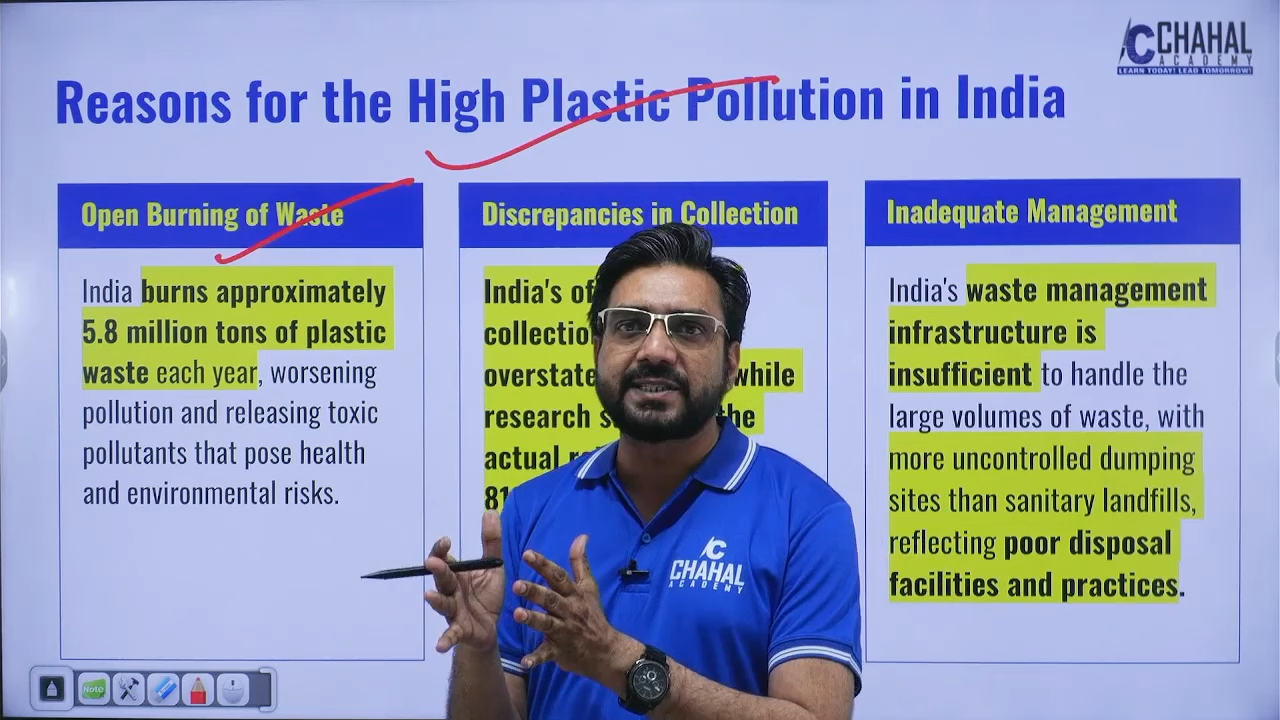 CHAHAL
ACADEMY
LEARN TODAY! LEAD TOMORROW!
Reasons for the High Plastic Pollution in India
Open Burning of Waste
India burns approximately
5.8 million tons of plastic
waste each year, worsening
pollution and releasing toxic
pollutants that pose health
and environmental risks.
Discrepancies in Collection
India's
while
research the
actual
81
Inadequate Management
India's waste management
infrastructure is
insufficient to handle the
large volumes of waste, with
more uncontrolled dumping
sites than sanitary landfills,
reflecting poor disposal
facilities and practices.
CHAHAL
ACADEMY
Note